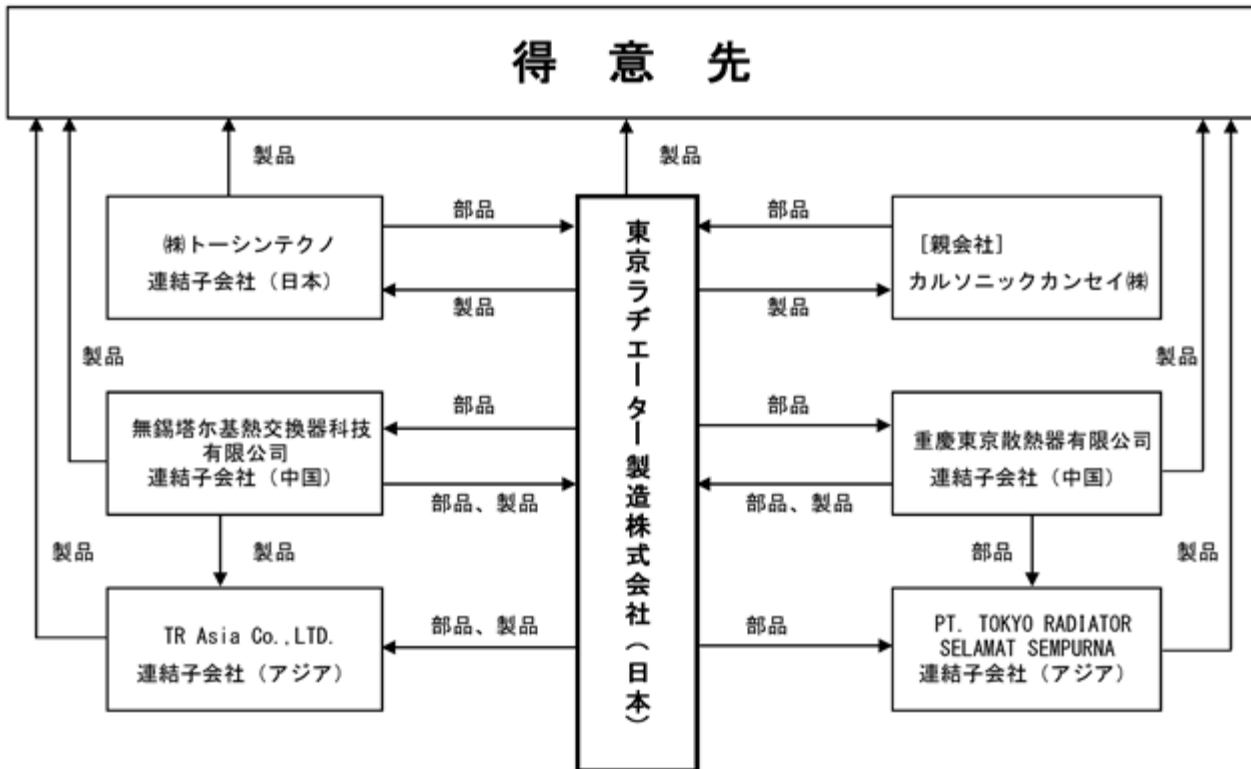 得意先
製品
製品
㈱トーシンテクノ
連結子会社（日本）
部品
製品
東京ラヂエーター製造株式会社（日本）
部品
製品
[親会社]
カルソニックカンセイ㈱
製品
製品
無錫塔尔基熱交換器科技
有限公司
連結子会社（中国）
部品
部品、製品
部品
部品、製品
重慶東京散熱器有限公司
連結子会社（中国）
製品
製品
部品
製品
TR Asia Co.,LTD.
連結子会社（アジア）
部品、製品
部品
PT. TOKYO RADIATOR
SELAMAT SEMPURNA
連結子会社（アジア）